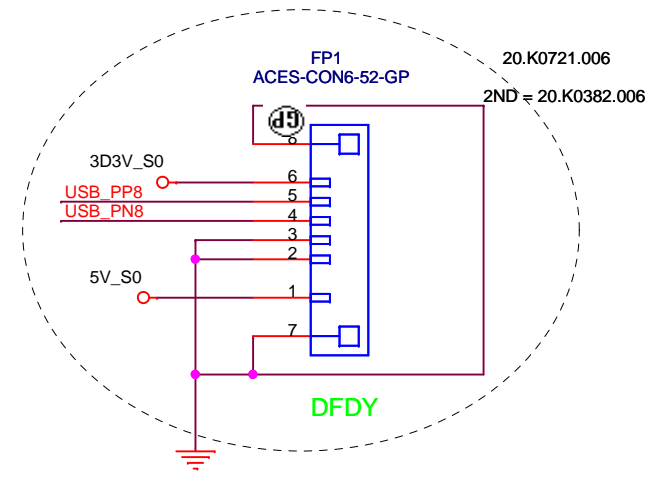 FP1
20.K0721.006
ACES-CON6-52-GP
2ND = 20.K0382.006
GP
8
3D3V_S0
6
USB_PP8
5
USB_PN8
4
3
2
5V_S0
1
7
DFDY